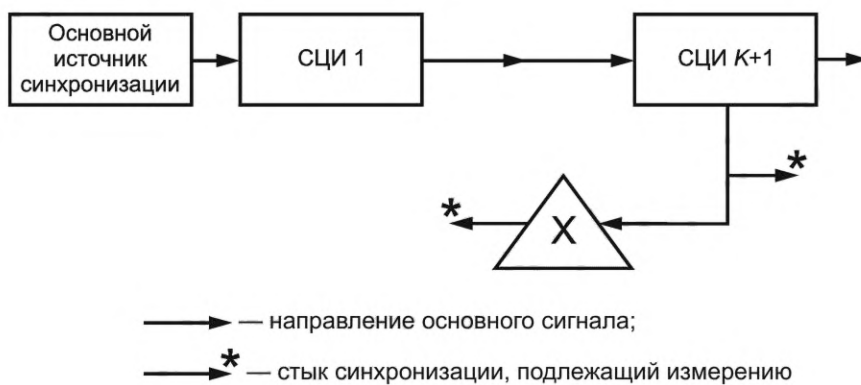 Основной
источник
синхронизации
СЦИ 1
СЦИ K+1
*
*
X
— направление основного сигнала;
* — стык синхронизации, подлежащий измерению